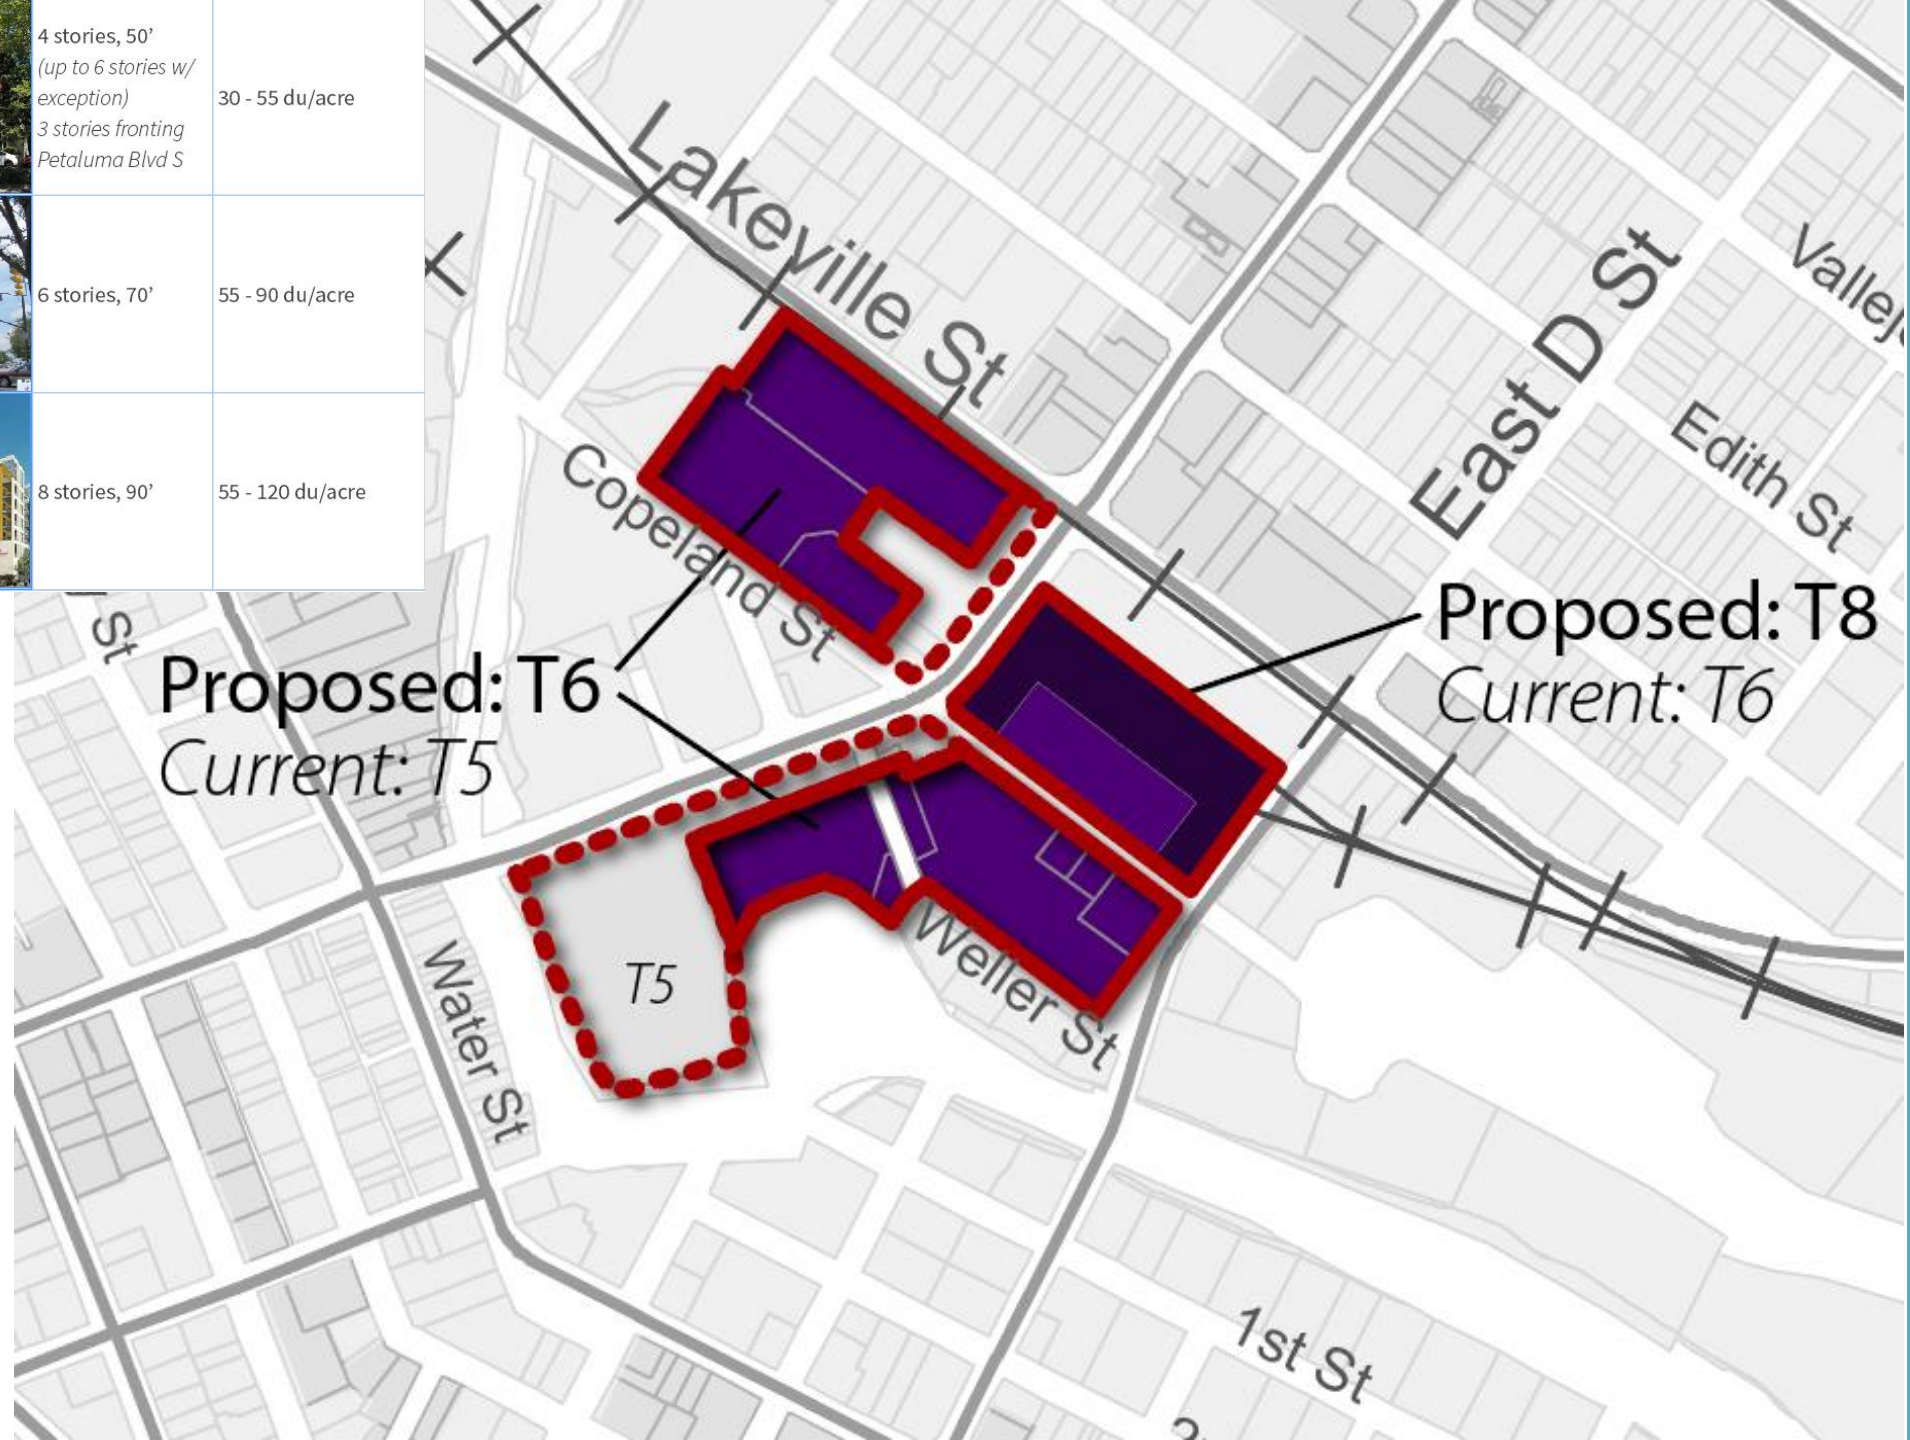 4 stories, 50’
(up to 6 stories w/
exception)
3 stories fronting
Petaluma Blvd S
30 - 55 du/acre
6 stories, 70’
55 - 90 du/acre
8 stories, 90’
55 - 120 du/acre
Lakeville St
East D St
Edith St
Copeland St
St
Proposed: T8
Current: T6
Proposed: T6
Current: T5
T5
Water St
Weller St
1st St